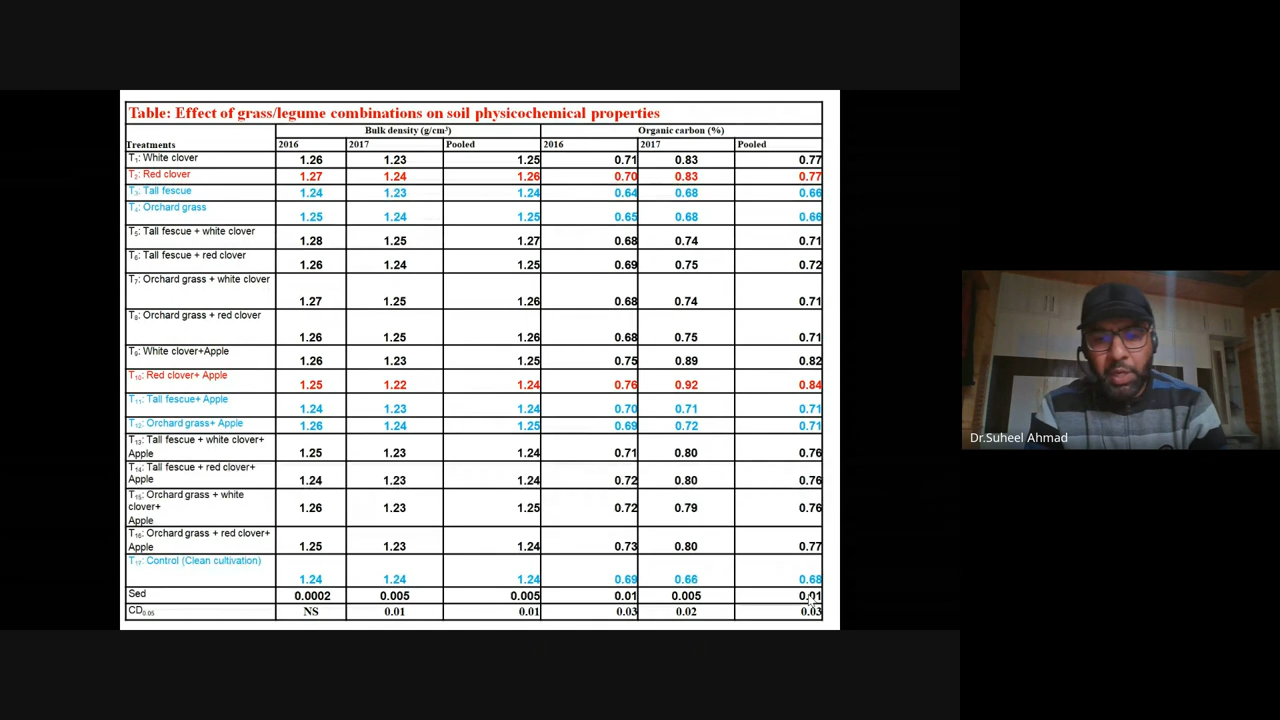 Table: Effect of grass/legume combinations on soil physicochemical properties
Treatments Bulk density (g/cm³) Organic carbon (%)
2016 2017 Pooled 2016 2017 Pooled
T₁: White clover 1.26 1.23 1.25 0.71 0.83 0.77
T₂: Red clover 1.27 1.24 1.26 0.70 0.83 0.77
T₃: Tall fescue 1.24 1.23 1.24 0.64 0.68 0.66
T₄: Orchard grass 1.25 1.24 1.25 0.65 0.68 0.66
T₅: Tall fescue + white clover 1.28 1.25 1.27 0.68 0.74 0.71
T₆: Tall fescue + red clover 1.26 1.24 1.25 0.69 0.75 0.72
T₇: Orchard grass + white clover 1.27 1.25 1.26 0.68 0.74 0.71
T₈: Orchard grass + red clover 1.26 1.25 1.26 0.68 0.75 0.71
T₉: White clover+Apple 1.26 1.23 1.25 0.75 0.89 0.82
T₁₀: Red clover+ Apple 1.25 1.22 1.24 0.76 0.92 0.84
T₁₁: Tall fescue+ Apple 1.24 1.23 1.24 0.70 0.71 0.71
T₁₂: Orchard grass+ Apple 1.26 1.24 1.25 0.69 0.72 0.71
T₁₃: Tall fescue + white clover+
Apple 1.25 1.23 1.24 0.71 0.80 0.76
T₁₄: Tall fescue + red clover+
Apple 1.24 1.23 1.24 0.72 0.80 0.76
T₁₅: Orchard grass + white
clover+ 1.26 1.23 1.25 0.72 0.79 0.76
Apple
T₁₆: Orchard grass + red clover+
Apple 1.25 1.23 1.24 0.73 0.80 0.77
T₁₇: Control (Clean cultivation) 1.24 1.24 1.24 0.69 0.66 0.68
Sed 0.0002 0.005 0.005 0.01 0.005 0.01
CD₀.₀₅ NS 0.01 0.01 0.03 0.02 0.03
Dr.Suheel Ahmad